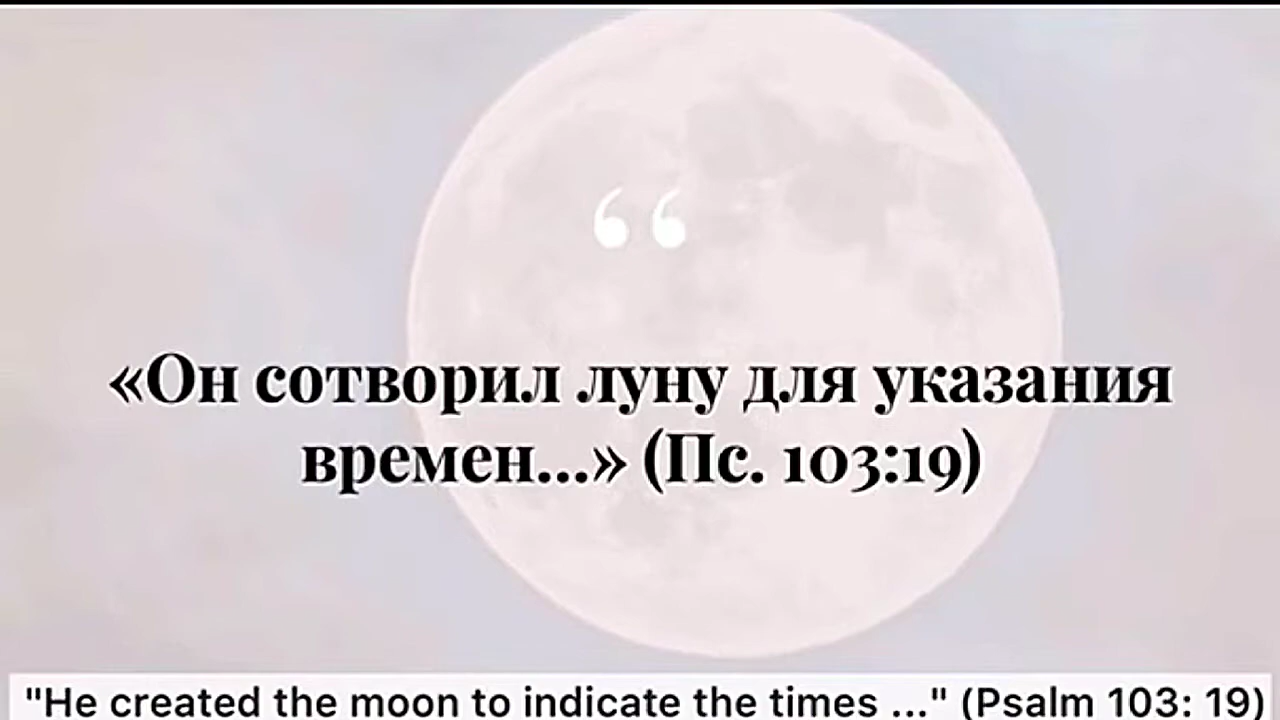 “
«Он сотворил луну для указания
времен...» (Пс. 103:19)
"He created the moon to indicate the times ..." (Psalm 103: 19)